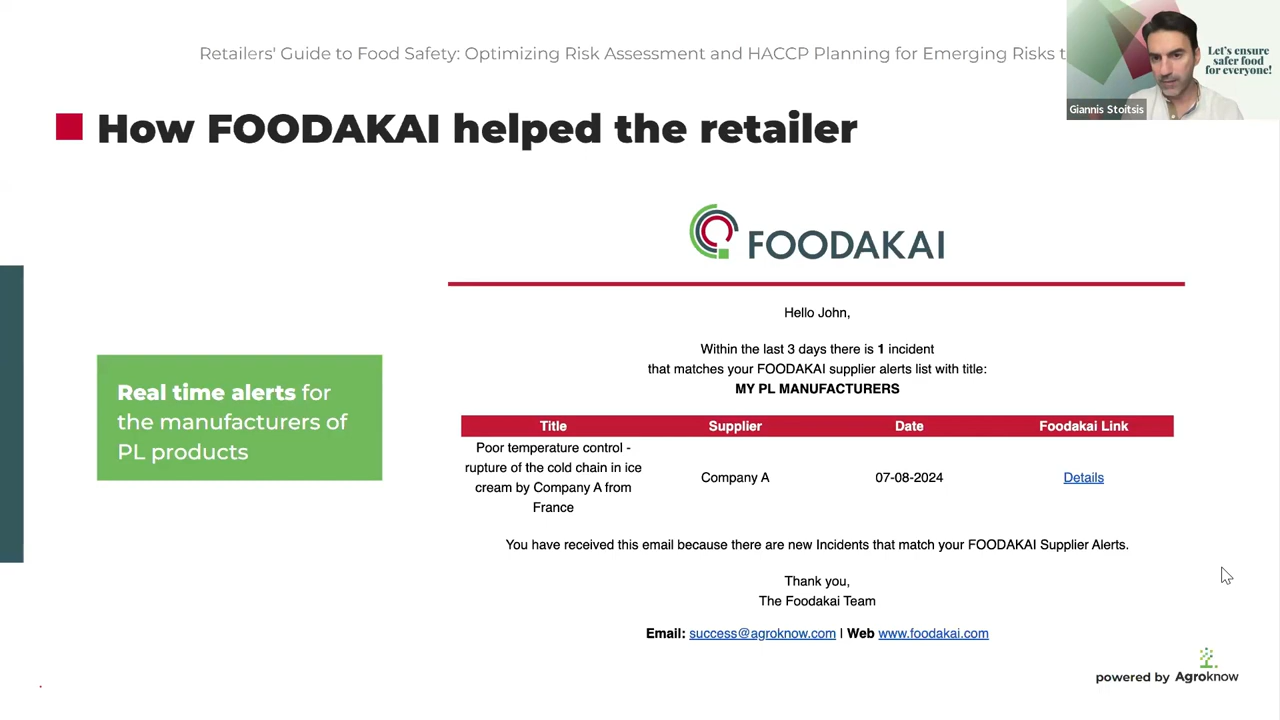 Retailers' Guide to Food Safety: Optimizing Risk Assessment and HACCP Planning for Emerging Risks
Let's ensure
safer food
for everyone!
Giannis Stoitsis
How FOODAKAI helped the retailer
FOODAKAI
Hello John,
Within the last 3 days there is 1 incident
that matches your FOODAKAI supplier alerts list with title:
MY PL MANUFACTURERS
Real time alerts for
the manufacturers of
PL products
Title Supplier Date Foodakai Link
Poor temperature control -
rupture of the cold chain in ice
cream by Company A from
France
Company A 07-08-2024 Details
You have received this email because there are new Incidents that match your FOODAKAI Supplier Alerts.
Thank you,
The Foodakai Team
Email: success@agroknow.com | Web www.foodakai.com
powered by Agroknow